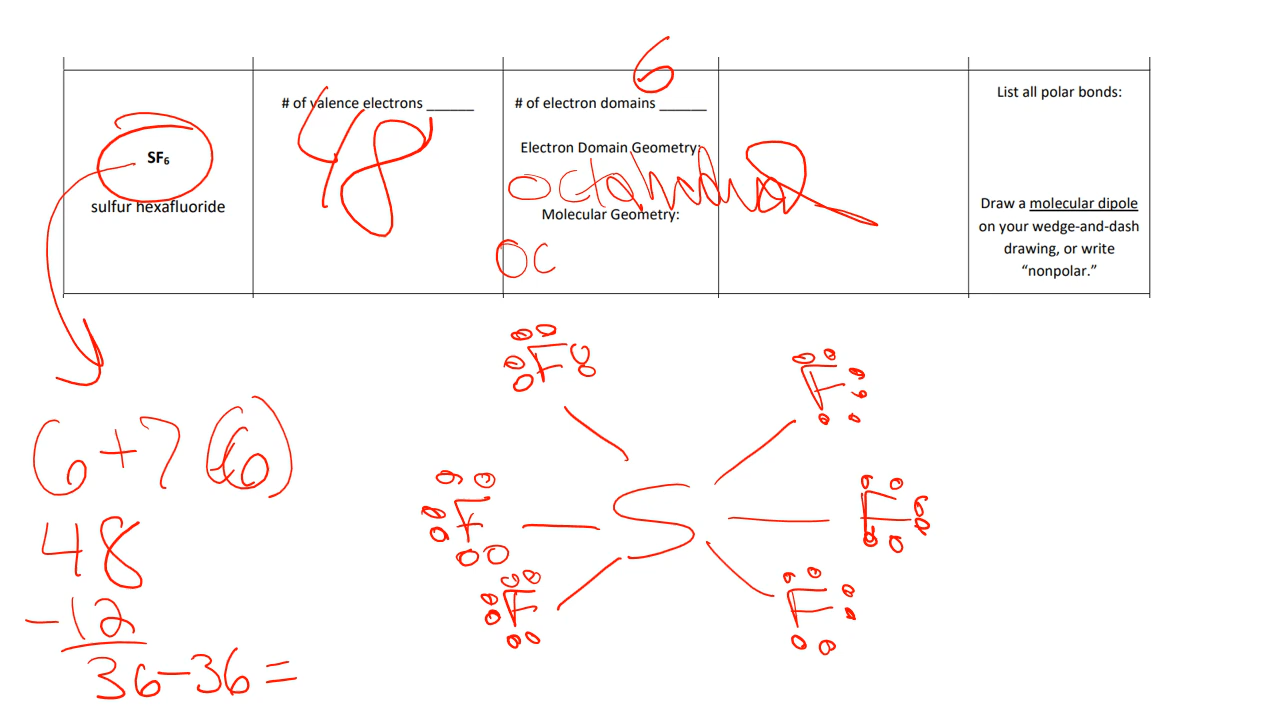 SF₆
sulfur hexafluoride
# of valence electrons ______
48
6
# of electron domains ______
Electron Domain Geometry:
octahedral
Molecular Geometry:
OC
List all polar bonds:
Draw a molecular dipole
on your wedge-and-dash
drawing, or write
“nonpolar.”
6+7(6)
48
-12
36-36=
F
F
F
S
F
F
F